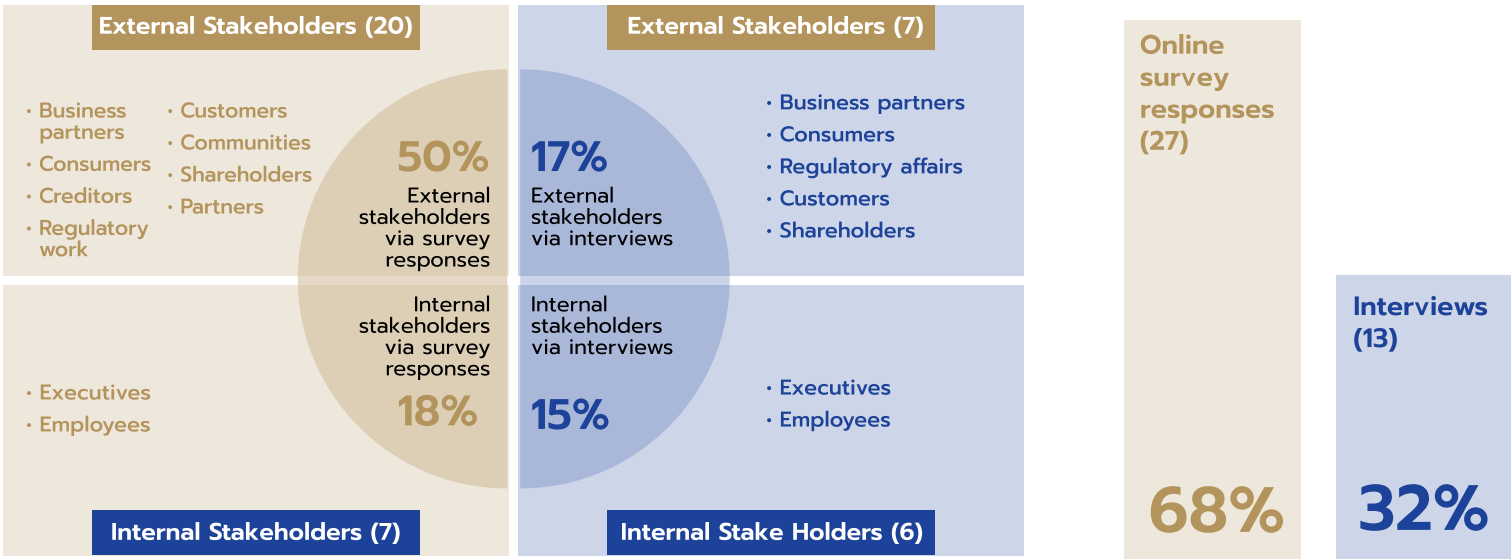 External Stakeholders (20)
• Business
partners
• Consumers
• Creditors
• Regulatory
work
• Customers
• Communities
• Shareholders
• Partners
50%
External
stakeholders
via survey
responses
External Stakeholders (7)
17%
External
stakeholders
via interviews
• Business partners
• Consumers
• Regulatory affairs
• Customers
• Shareholders
• Executives
• Employees
Internal
stakeholders
via survey
responses
18%
Internal Stakeholders (7)
Internal
stakeholders
via interviews
15%
• Executives
• Employees
Internal Stake Holders (6)
Online
survey
responses
(27)
68%
Interviews
(13)
32%